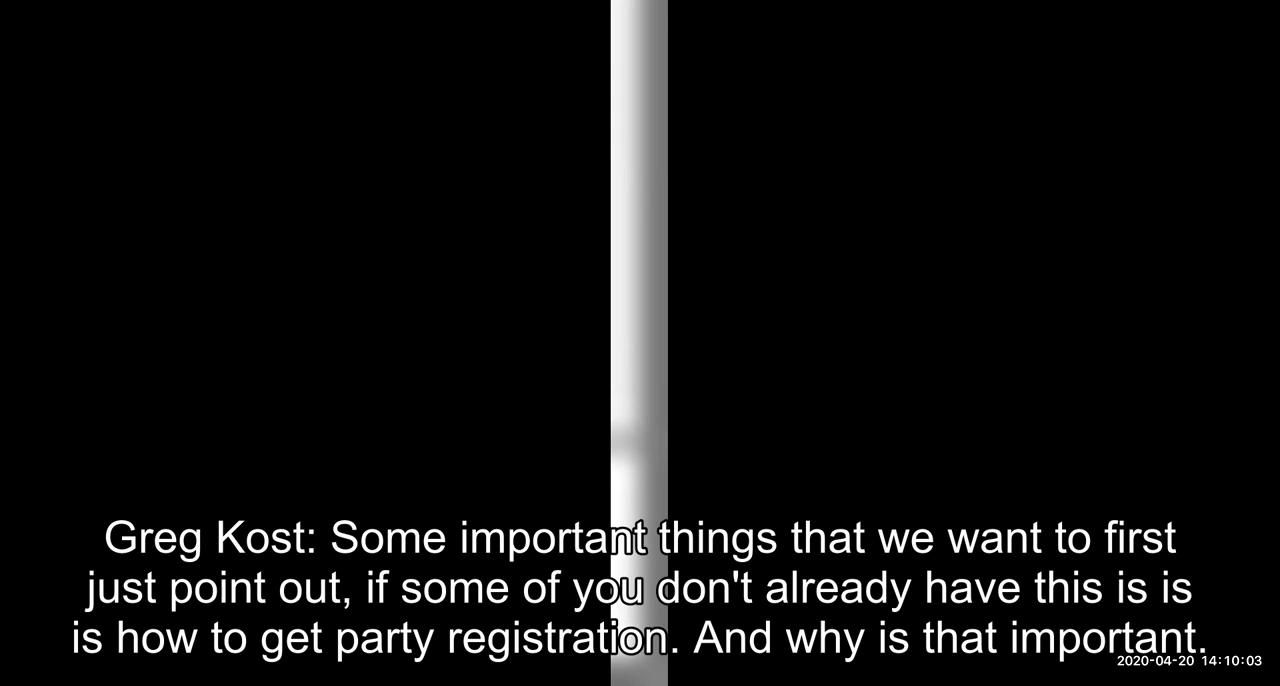 Greg Kost: Some important things that we want to first
just point out, if some of you don't already have this is is
is how to get party registration. And why is that important.
2020-04-20 14:10:03